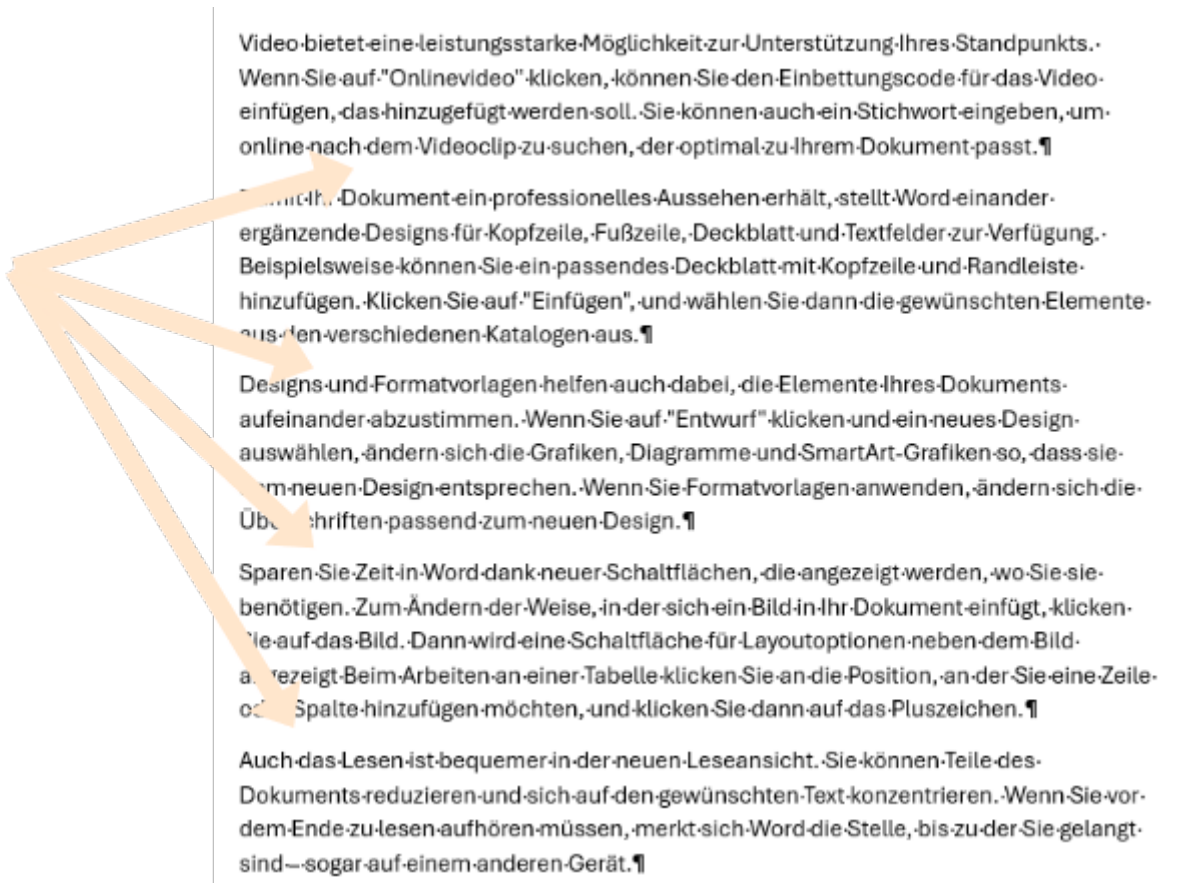 Video·bietet·eine·leistungsstarke·Möglichkeit·zur·Unterstützung·Ihres·Standpunkts.·
Wenn·Sie·auf·"Onlinevideo"·klicken,·können·Sie·den·Einbettungscode·für·das·Video·
einfügen,·das·hinzugefügt·werden·soll.·Sie·können·auch·ein·Stichwort·eingeben,·um·
online·nach·dem·Videoclip·zu·suchen,·der·optimal·zu·Ihrem·Dokument·passt.¶
Dokument·ein·professionelles·Aussehen·erhält,·stellt·Word·einander·
ergänzende·Designs·für·Kopfzeile,·Fußzeile,·Deckblatt·und·Textfelder·zur·Verfügung.·
Beispielsweise·können·Sie·ein·passendes·Deckblatt·mit·Kopfzeile·und·Randleiste·
hinzufügen.·Klicken·Sie·auf·"Einfügen",·und·wählen·Sie·dann·die·gewünschten·Elemente·
aus·den·verschiedenen·Katalogen·aus.¶
Designs·und·Formatvorlagen·helfen·auch·dabei,·die·Elemente·Ihres·Dokuments·
aufeinander·abzustimmen.·Wenn·Sie·auf·"Entwurf"·klicken·und·ein·neues·Design·
auswählen,·ändern·sich·die·Grafiken,·Diagramme·und·SmartArt-Grafiken·so,·dass·sie·
neuen·Design·entsprechen.·Wenn·Sie·Formatvorlagen·anwenden,·ändern·sich·die·
passend·zum·neuen·Design.¶
Sparen·Sie·Zeit·in·Word·dank·neuer·Schaltflächen,·die·angezeigt·werden,·wo·Sie·sie·
benötigen.·Zum·Ändern·der·Weise,·in·der·sich·ein·Bild·in·Ihr·Dokument·einfügt,·klicken·
Sie·auf·das·Bild.·Dann·wird·eine·Schaltfläche·für·Layoutoptionen·neben·dem·Bild·
Beim·Arbeiten·an·einer·Tabelle·klicken·Sie·an·die·Position,·an·der·Sie·eine·Zeile·
Spalte·hinzufügen·möchten,·und·klicken·Sie·dann·auf·das·Pluszeichen.¶
Auch·das·Lesen·ist·bequemer·in·der·neuen·Leseansicht.·Sie·können·Teile·des·
Dokuments·reduzieren·und·sich·auf·den·gewünschten·Text·konzentrieren.·Wenn·Sie·vor·
dem·Ende·zu·lesen·aufhören·müssen,·merkt·sich·Word·die·Stelle,·bis·zu·der·Sie·gelangt·
sind–·sogar·auf·einem·anderen·Gerät.¶